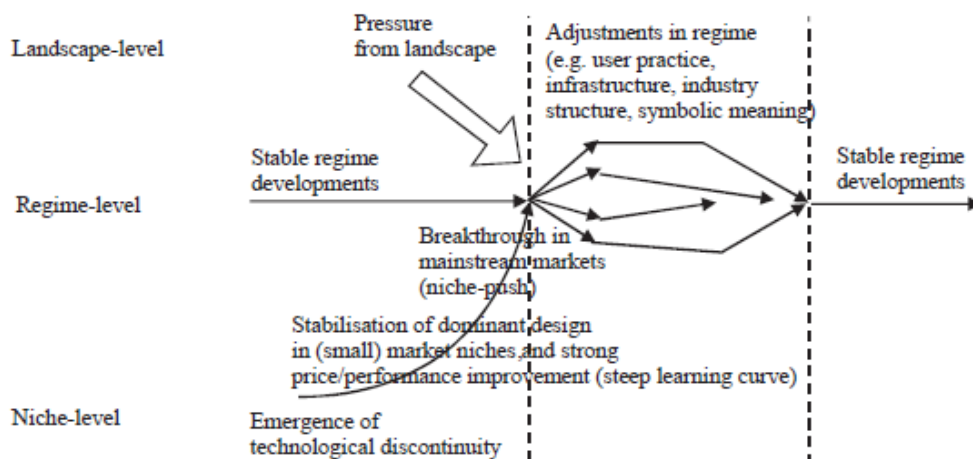 Pressure
from landscape
Landscape-level
Adjustments in regime
(e.g. user practice,
infrastructure, industry
structure, symbolic meaning)
Stable regime
developments
Stable regime
developments
Regime-level
Breakthrough in
mainstream markets
(niche-push)
Stabilisation of dominant design
in (small) market niches,and strong
price/performance improvement (steep learning curve)
Niche-level
Emergence of
technological discontinuity